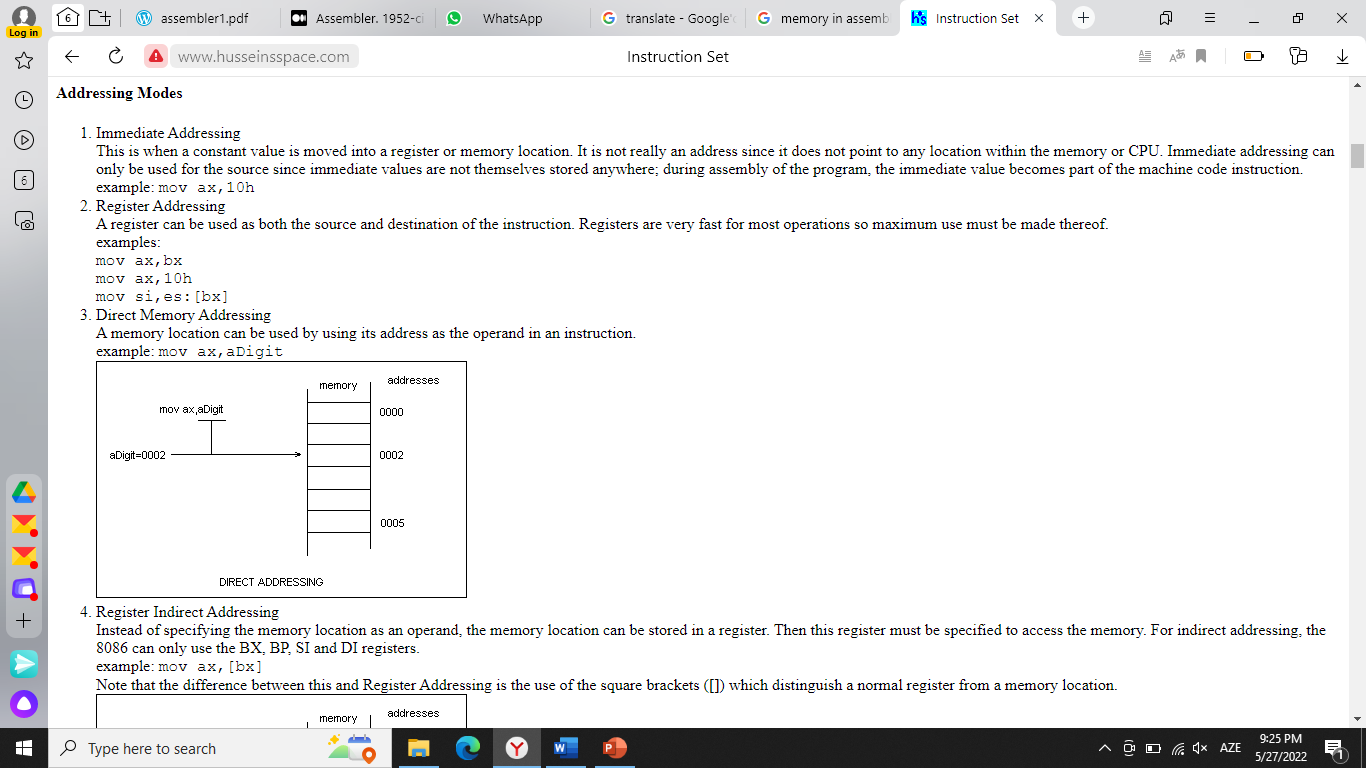 Log in
6
assembler1.pdf
Assembler. 1952-ci
WhatsApp
translate - Google'
memory in assemb
Instruction Set
www.husseinsspace.com
Instruction Set
6
Addressing Modes
1. Immediate Addressing
This is when a constant value is moved into a register or memory location. It is not really an address since it does not point to any location within the memory or CPU. Immediate addressing can
only be used for the source since immediate values are not themselves stored anywhere; during assembly of the program, the immediate value becomes part of the machine code instruction.
example: mov ax,10h
2. Register Addressing
A register can be used as both the source and destination of the instruction. Registers are very fast for most operations so maximum use must be made thereof.
examples:
mov ax,bx
mov ax,10h
mov si,es:[bx]
3. Direct Memory Addressing
A memory location can be used by using its address as the operand in an instruction.
example: mov ax,aDigit
memory addresses
mov ax,aDigit
0000
aDigit=0002
0002
0005
DIRECT ADDRESSING
4. Register Indirect Addressing
Instead of specifying the memory location as an operand, the memory location can be stored in a register. Then this register must be specified to access the memory. For indirect addressing, the
8086 can only use the BX, BP, SI and DI registers.
example: mov ax,[bx]
Note that the difference between this and Register Addressing is the use of the square brackets ([]) which distinguish a normal register from a memory location.
memory addresses
Type here to search
AZE
9:25 PM
5/27/2022
1